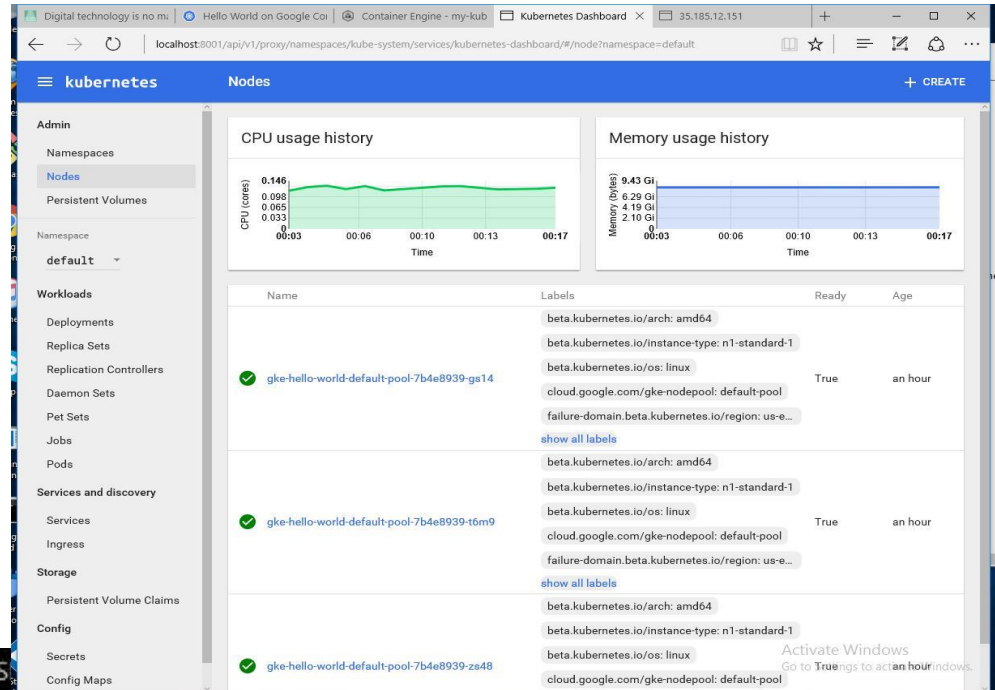 Digital technology is no ma
Hello World on Google Co
Container Engine - my-kub
Kubernetes Dashboard
35.185.12.151
localhost:8001/api/v1/proxy/namespaces/kube-system/services/kubernetes-dashboard/#/node?namespace=default
kubernetes
Nodes
+ CREATE
Admin
Namespaces
Nodes
Persistent Volumes
Namespace
default
Workloads
Deployments
Replica Sets
Replication Controllers
Daemon Sets
Pet Sets
Jobs
Pods
Services and discovery
Services
Ingress
Storage
Persistent Volume Claims
Config
Secrets
Config Maps
CPU usage history
CPU (cores)
0.146
0.098
0.065
0.033
0
00:03 00:06 00:10 00:13 00:17
Time
Memory usage history
Memory (bytes)
9.43 Gi
6.29 Gi
4.19 Gi
2.10 Gi
0
00:03 00:06 00:10 00:13 00:17
Time
Name Labels Ready Age
beta.kubernetes.io/arch: amd64
beta.kubernetes.io/instance-type: n1-standard-1
beta.kubernetes.io/os: linux
gke-hello-world-default-pool-7b4e8939-gs14 True an hour
cloud.google.com/gke-nodepool: default-pool
failure-domain.beta.kubernetes.io/region: us-e...
show all labels
beta.kubernetes.io/arch: amd64
beta.kubernetes.io/instance-type: n1-standard-1
beta.kubernetes.io/os: linux
gke-hello-world-default-pool-7b4e8939-t6m9 True an hour
cloud.google.com/gke-nodepool: default-pool
failure-domain.beta.kubernetes.io/region: us-e...
show all labels
beta.kubernetes.io/arch: amd64
beta.kubernetes.io/instance-type: n1-standard-1
beta.kubernetes.io/os: linux
gke-hello-world-default-pool-7b4e8939-zs48 True an hour
cloud.google.com/gke-nodepool: default-pool
Activate Windows
Go to Settings to activate Windows.